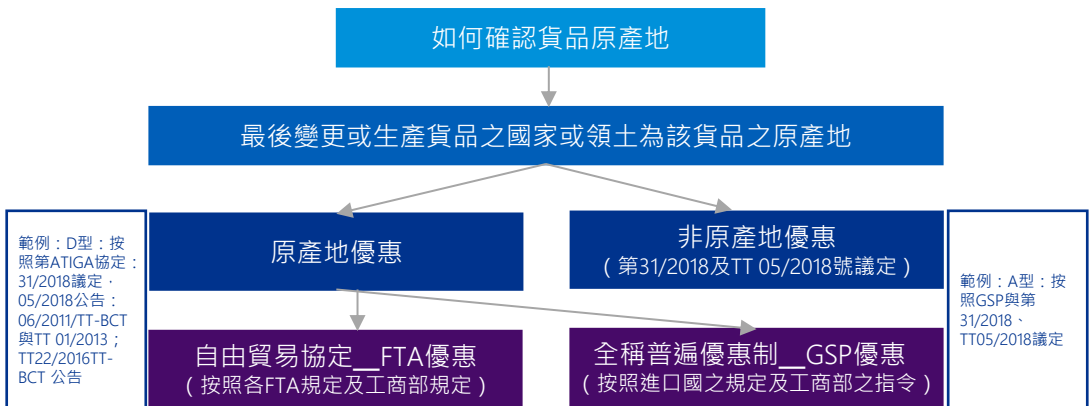 如何確認貨品原產地
最後變更或生產貨品之國家或領土為該貨品之原產地
範例：D型：按
照第ATIGA協定：
31/2018議定，
05/2018公告：
06/2011/TT-BCT
與TT 01/2013；
TT22/2016TT-
BCT 公告
原產地優惠
非原產地優惠
（第31/2018及TT 05/2018號議定）
範例：A型：按
照GSP與第
31/2018、
TT05/2018議定
自由貿易協定__FTA優惠
（按照各FTA規定及工商部規定）
全稱普遍優惠制__GSP優惠
（按照進口國之規定及工商部之指令）